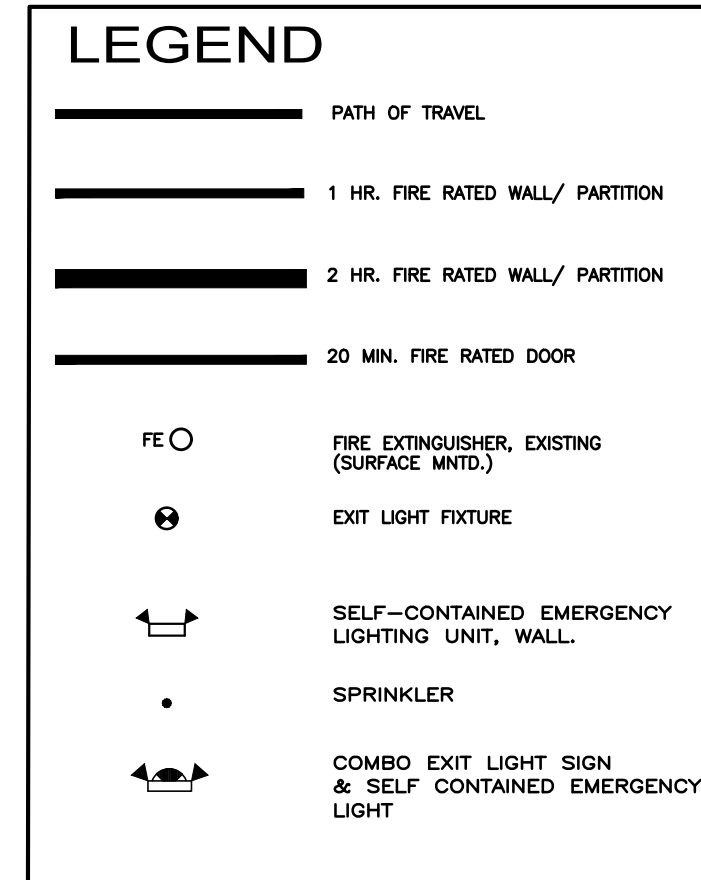 LEGEND
PATH OF TRAVEL
1 HR. FIRE RATED WALL/ PARTITION
2 HR. FIRE RATED WALL/ PARTITION
20 MIN. FIRE RATED DOOR
FE
FIRE EXTINGUISHER, EXISTING
(SURFACE MNTD.)
EXIT LIGHT FIXTURE
SELF-CONTAINED EMERGENCY
LIGHTING UNIT, WALL.
SPRINKLER
COMBO EXIT LIGHT SIGN
& SELF CONTAINED EMERGENCY
LIGHT